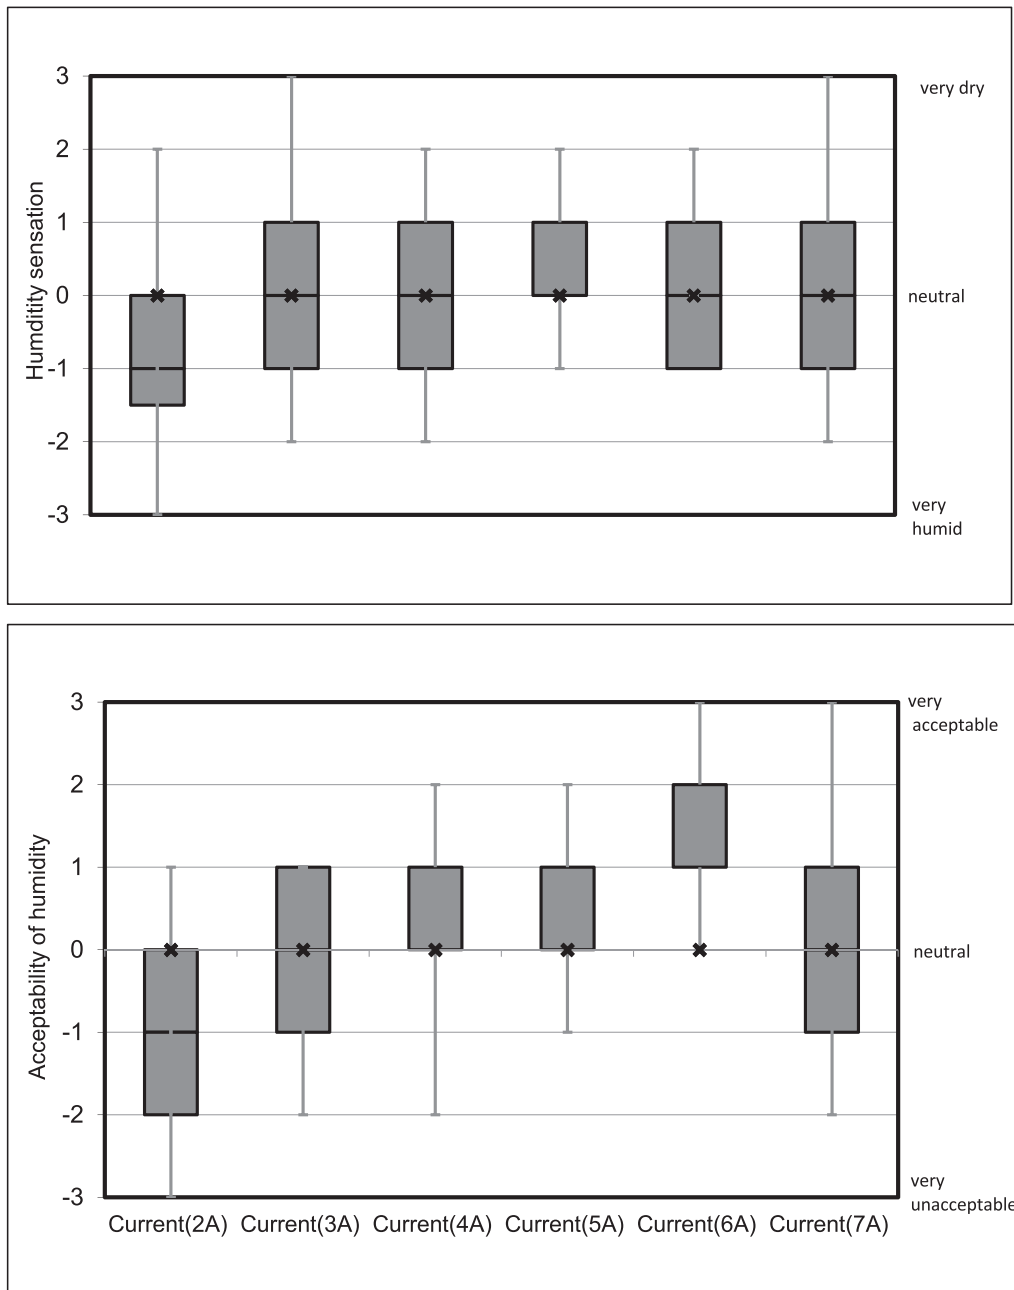 3
very dry
2
1
Humditity sensation
0
neutral
-1
-2
-3
very
humid
3
very
acceptable
2
1
Acceptability of humidity
0
neutral
-1
-2
-3
very
unacceptable
Current(2A) Current(3A) Current(4A) Current(5A) Current(6A) Current(7A)